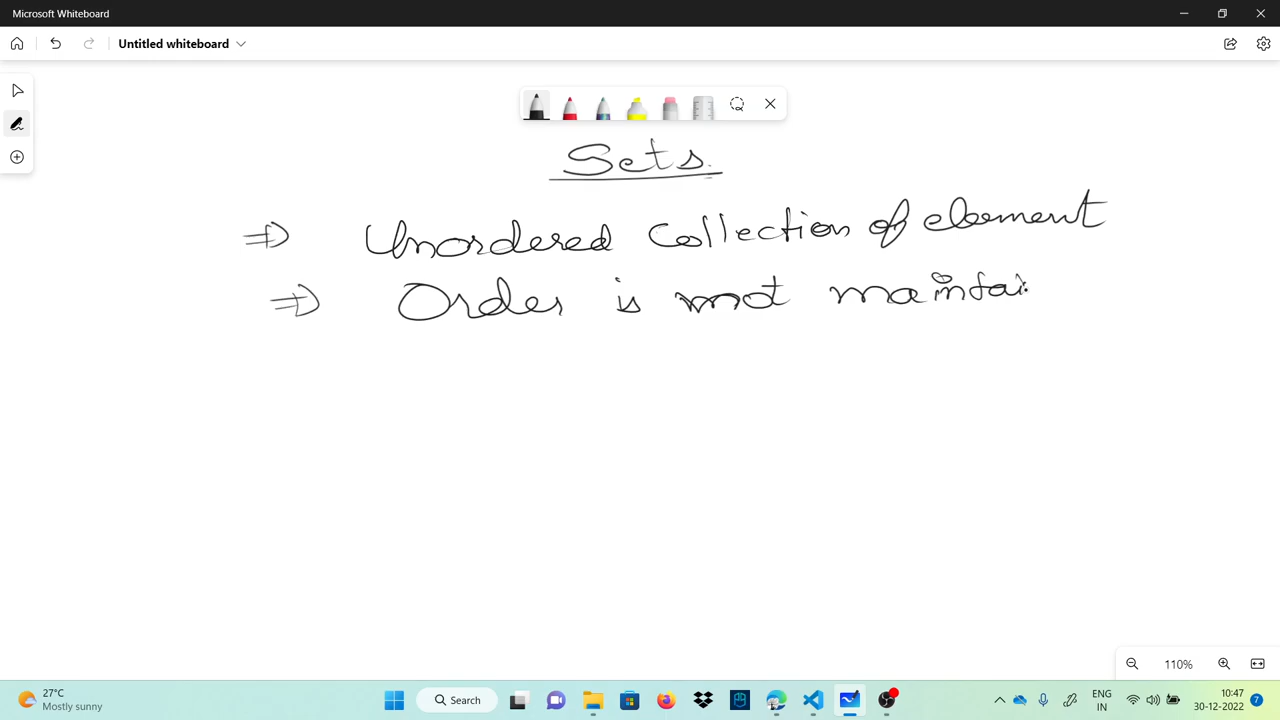 Microsoft Whiteboard
Untitled whiteboard
Sets.
⇒ Unordered Collection of element
⇒ Order is not maintai
110%
27°C
Mostly sunny
Search
ENG
IN
10:47
30-12-2022
7